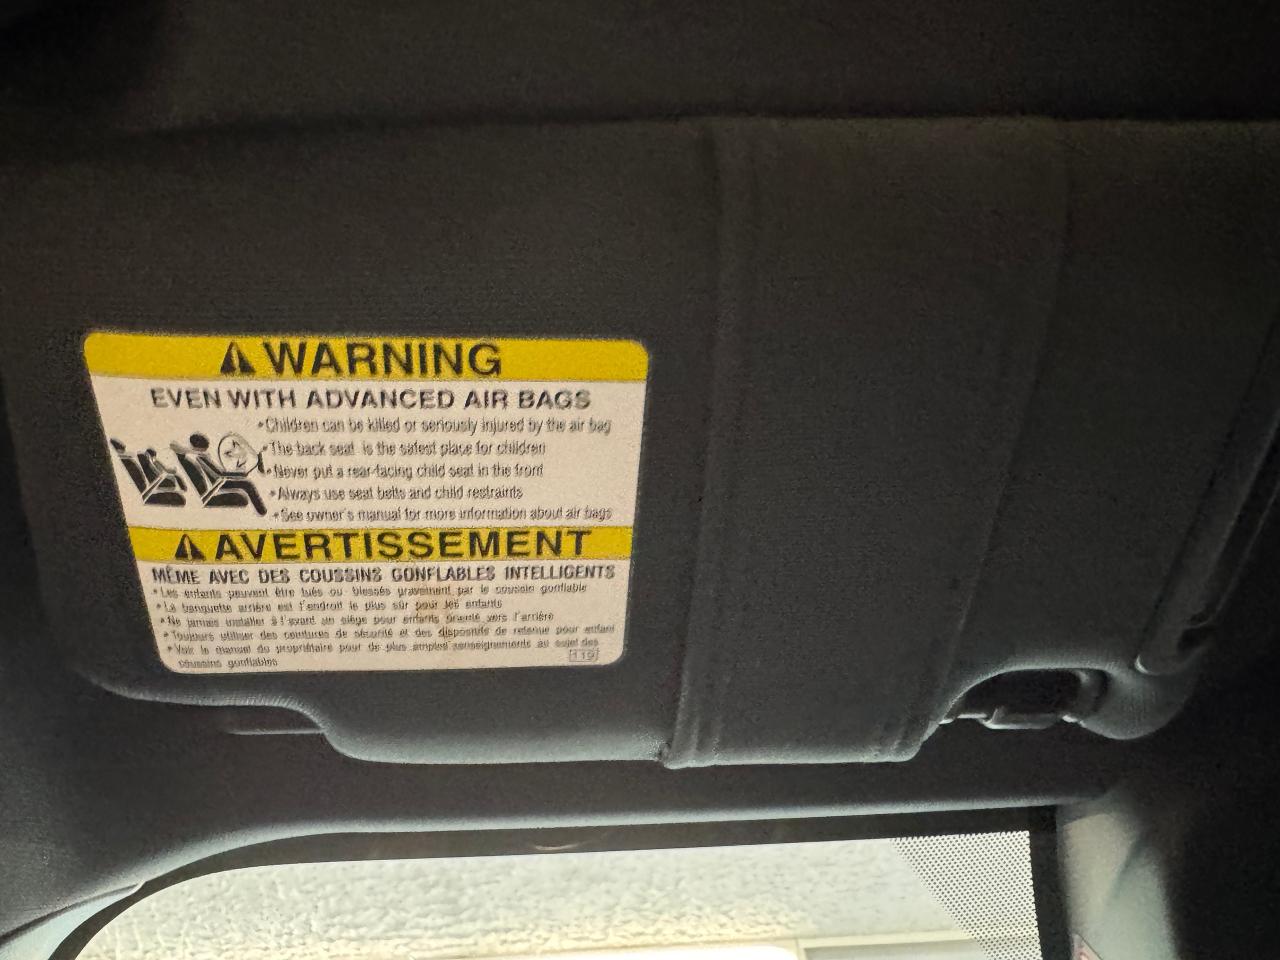 WARNING
EVEN WITH ADVANCED AIR BAGS
•Children can be killed or seriously injured by the air bag
•The back seat is the safest place for children
•Never put a rear-facing child seat in the front
•Always use seat belts and child restraints
•See owner's manual for more information about air bags
AVERTISSEMENT
MÊME AVEC DES COUSSINS GONFLABLES INTELLIGENTS
•Les enfants peuvent être tués ou blessés gravement par le coussin gonflable
•La banquette arrière est l'endroit le plus sûr pour les enfants
•Ne jamais installer à l'avant un siège pour enfants orienté vers l'arrière
•Toujours utiliser des ceintures de sécurité et des dispositifs de retenue pour enfant
•Voir le manuel du propriétaire pour de plus amples renseignements au sujet des
coussins gonflables
119